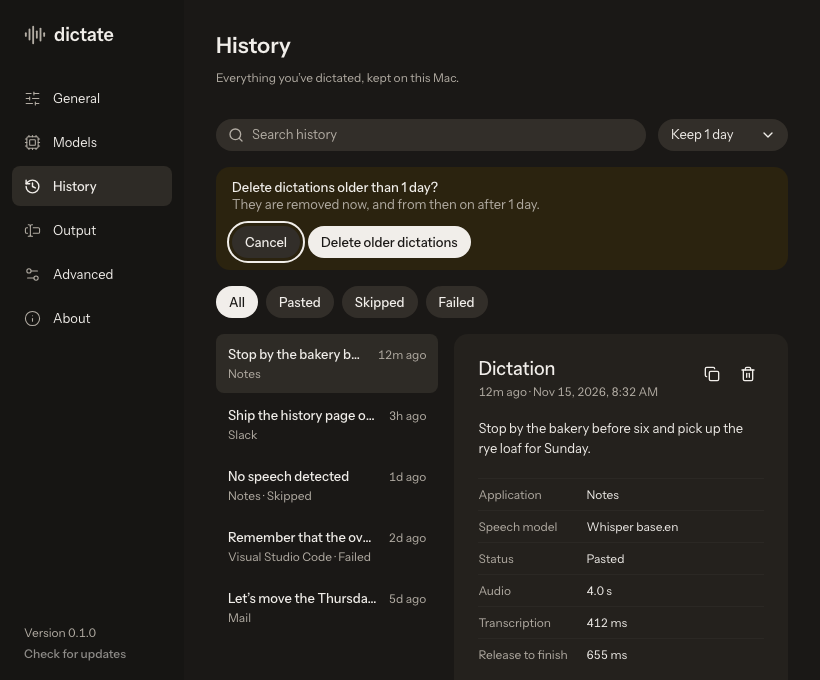 dictate
General
Models
History
Output
Advanced
About
Version 0.1.0
Check for updates
History
Everything you've dictated, kept on this Mac.
Search history
Keep 1 day
Delete dictations older than 1 day?
They are removed now, and from then on after 1 day.
Cancel
Delete older dictations
All
Pasted
Skipped
Failed
Stop by the bakery b... 12m ago
Notes
Ship the history page o... 3h ago
Slack
No speech detected 1d ago
Notes · Skipped
Remember that the ov... 2d ago
Visual Studio Code · Failed
Let's move the Thursda... 5d ago
Mail
Dictation
12m ago · Nov 15, 2026, 8:32 AM
Stop by the bakery before six and pick up the
rye loaf for Sunday.
Application Notes
Speech model Whisper base.en
Status Pasted
Audio 4.0 s
Transcription 412 ms
Release to finish 655 ms